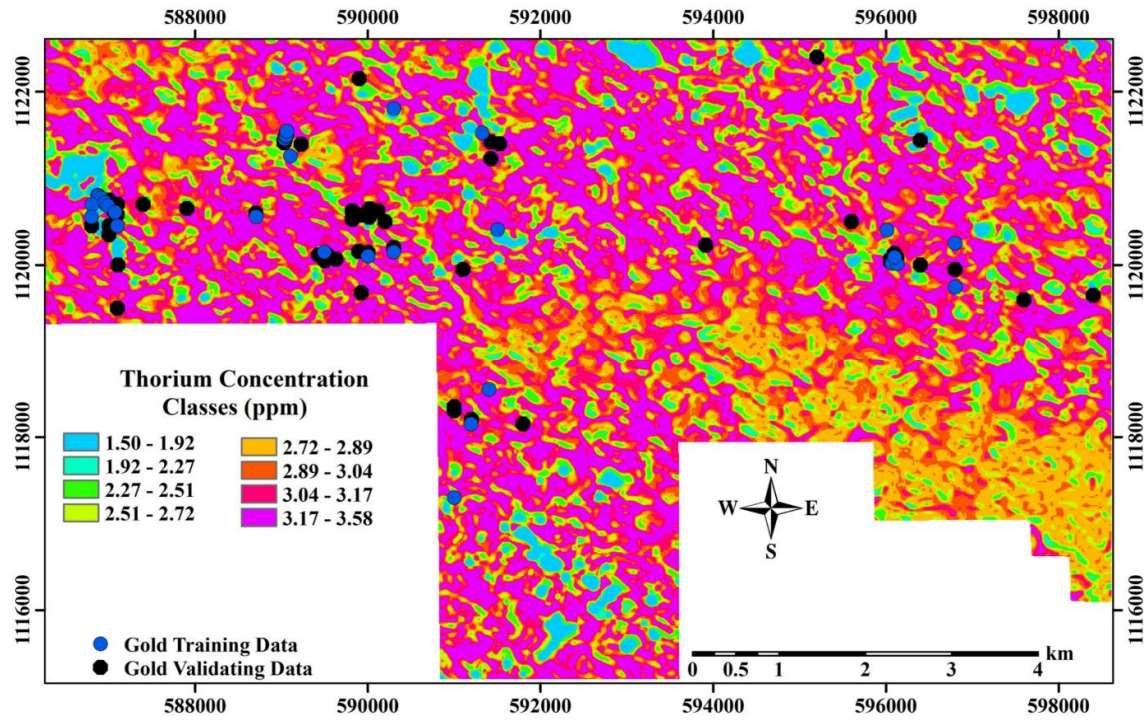 588000 590000 592000 594000 596000 598000
1122000 1122000
1120000 1120000
1118000 1118000
1116000 1116000
Thorium Concentration
Classes (ppm)
1.50 - 1.92 2.72 - 2.89
1.92 - 2.27 2.89 - 3.04
2.27 - 2.51 3.04 - 3.17
2.51 - 2.72 3.17 - 3.58
N
W E
S
Gold Training Data
Gold Validating Data
km
0 0.5 1 2 3 4
588000 590000 592000 594000 596000 598000